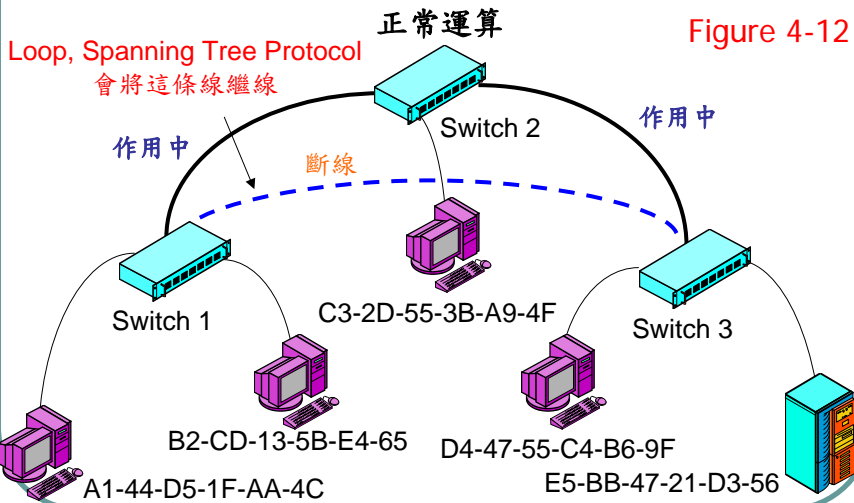 正常運算
Figure 4-12
Loop, Spanning Tree Protocol
會將這條線繼線
Switch 2
作用中
作用中
斷線
Switch 1
C3-2D-55-3B-A9-4F
Switch 3
B2-CD-13-5B-E4-65
D4-47-55-C4-B6-9F
A1-44-D5-1F-AA-4C
E5-BB-47-21-D3-56